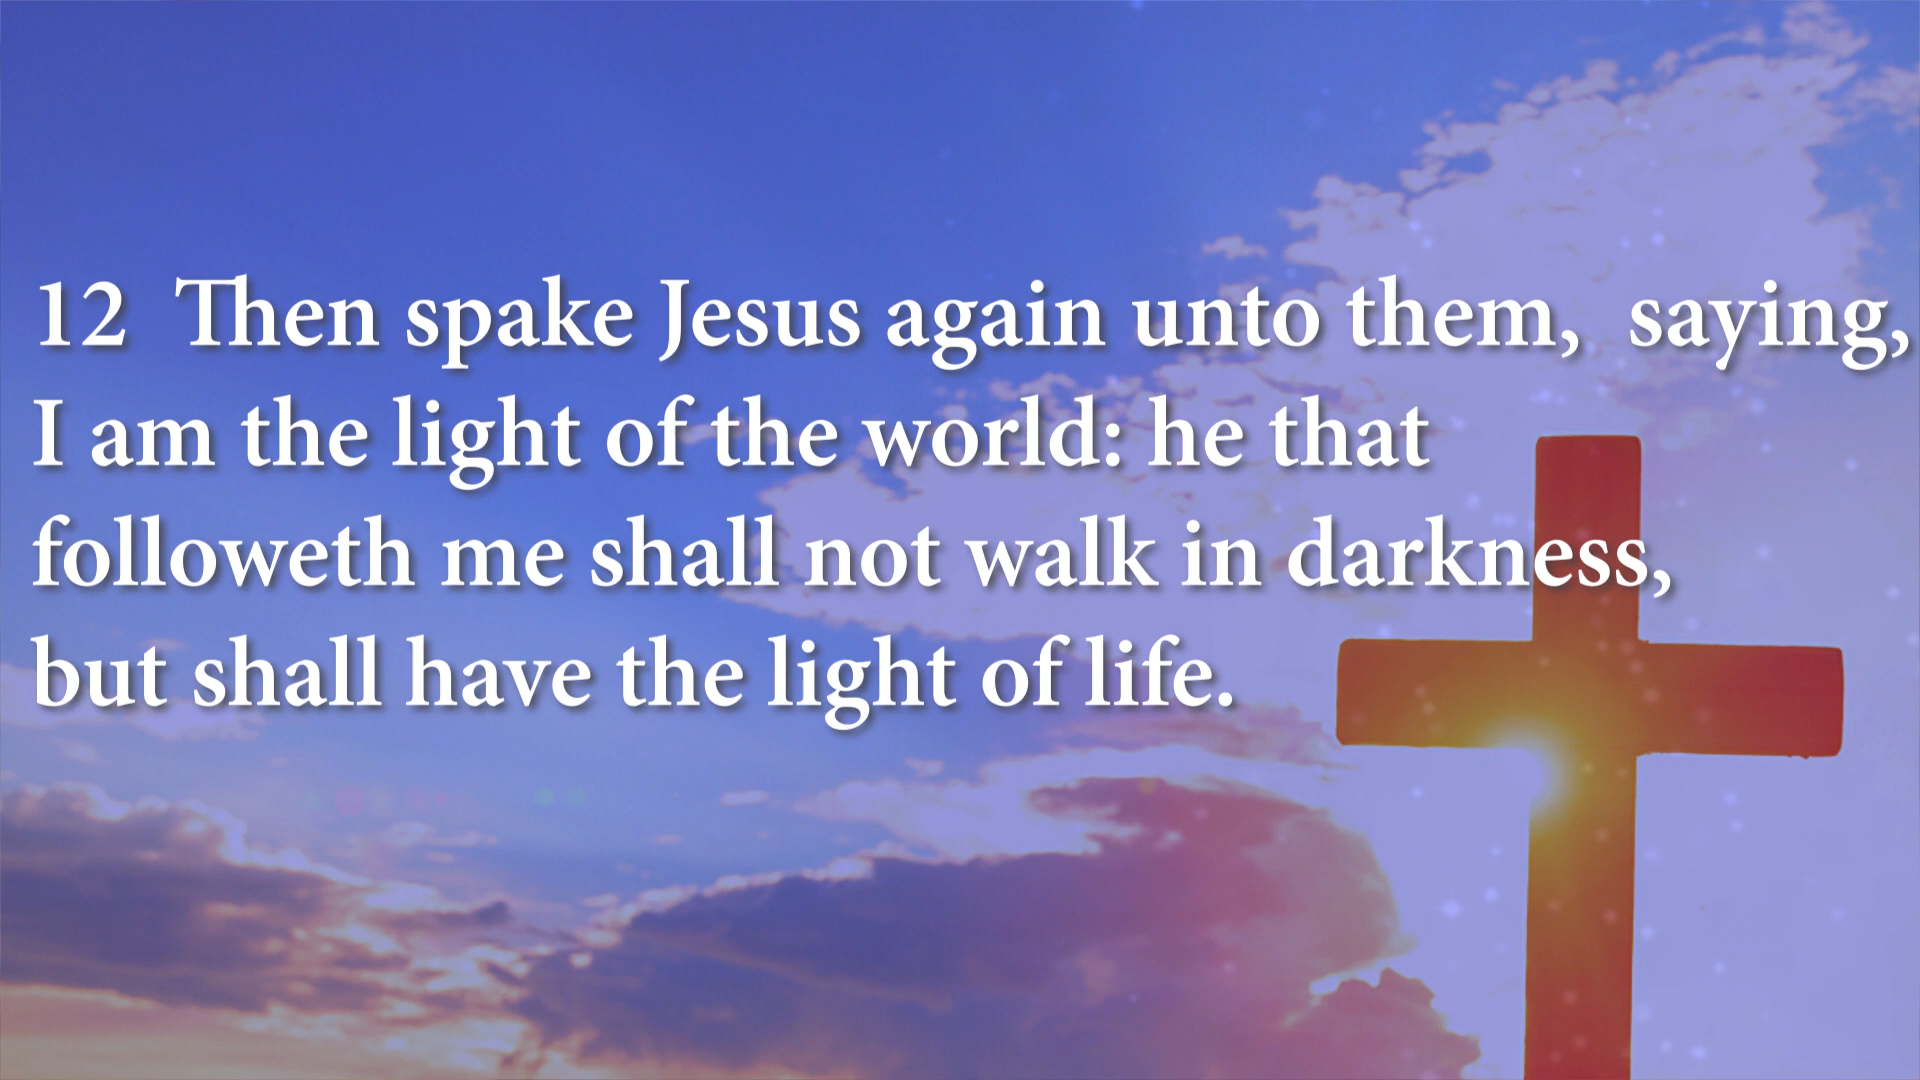 12  Then spake Jesus again unto them,  saying,
I am the light of the world: he that
followeth me shall not walk in darkness,
but shall have the light of life.